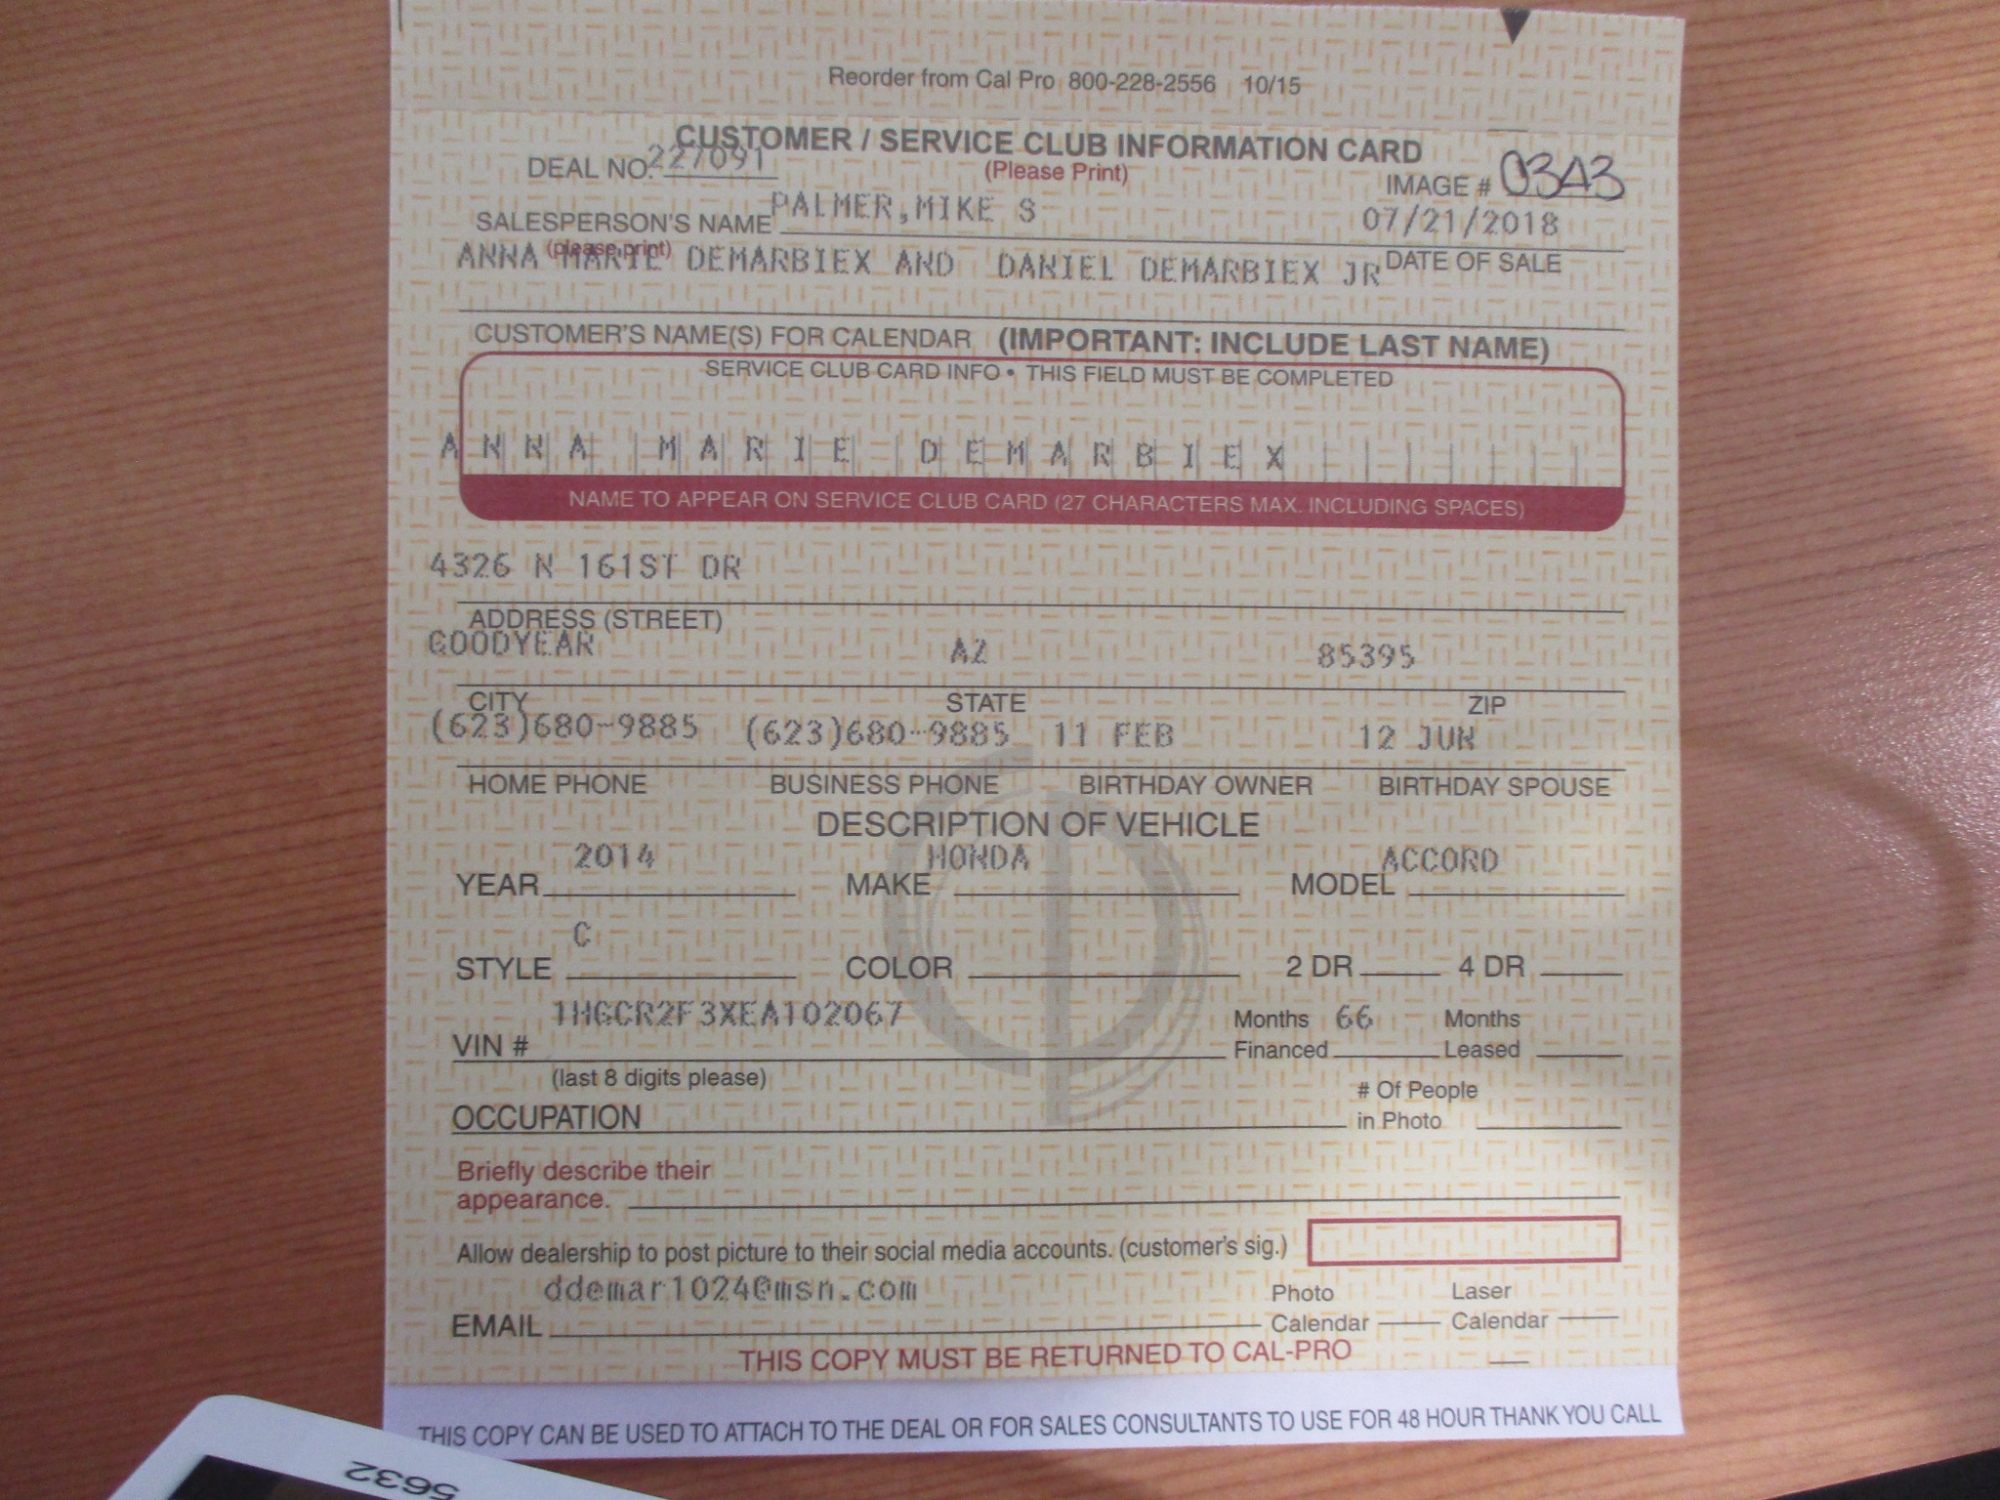 Reorder from Cal Pro 800-228-2556 10/15
CUSTOMER / SERVICE CLUB INFORMATION CARD
DEAL NO. 227091 (Please Print) IMAGE # 03A3
SALESPERSON'S NAME PALMER,MIKE S 07/21/2018
(please print)
ANNA MARIE DEMARBIEX AND DANIEL DEMARBIEX JR DATE OF SALE
CUSTOMER'S NAME(S) FOR CALENDAR (IMPORTANT: INCLUDE LAST NAME)
SERVICE CLUB CARD INFO • THIS FIELD MUST BE COMPLETED
ANNA MARIE DEMARBIEX
NAME TO APPEAR ON SERVICE CLUB CARD (27 CHARACTERS MAX. INCLUDING SPACES)
4326 N 161ST DR
ADDRESS (STREET)
GOODYEAR AZ 85395
CITY STATE ZIP
(623)680-9885 (623)680-9885 11 FEB 12 JUN
HOME PHONE BUSINESS PHONE BIRTHDAY OWNER BIRTHDAY SPOUSE
DESCRIPTION OF VEHICLE
2014 HONDA ACCORD
YEAR MAKE MODEL
C
STYLE COLOR 2 DR 4 DR
1HGCR2F3XEA102067 Months 66 Months
VIN # Financed Leased
(last 8 digits please) # Of People
OCCUPATION in Photo
Briefly describe their
appearance.
Allow dealership to post picture to their social media accounts. (customer's sig.)
ddemar1024@msn.com Photo Laser
EMAIL Calendar Calendar
THIS COPY MUST BE RETURNED TO CAL-PRO
THIS COPY CAN BE USED TO ATTACH TO THE DEAL OR FOR SALES CONSULTANTS TO USE FOR 48 HOUR THANK YOU CALL
5632